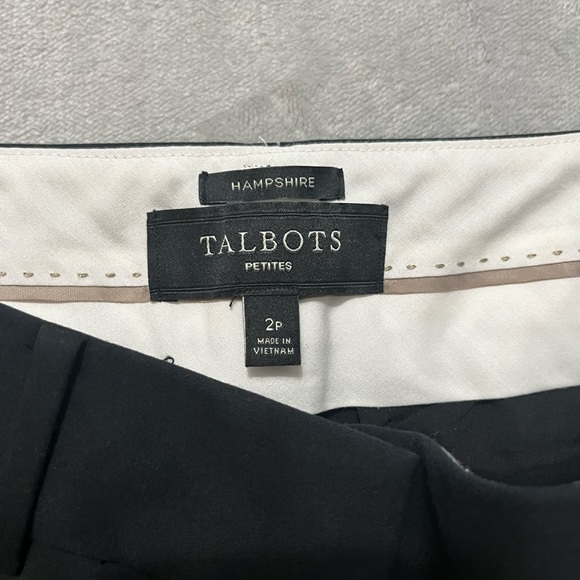 HAMPSHIRE
TALBOTS
PETITES
2P
MADE IN
VIETNAM